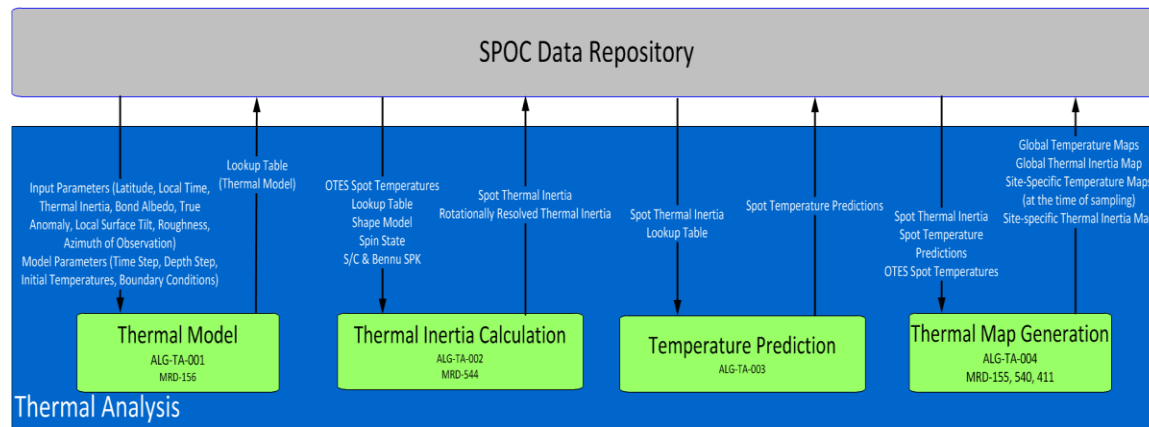 SPOC Data Repository
Input Parameters (Latitude, Local Time,
Thermal Inertia, Bond Albedo, True
Anomaly, Local Surface Tilt, Roughness,
Azimuth of Observation)
Model Parameters (Time Step, Depth Step,
Initial Temperatures, Boundary Conditions)
Lookup Table
(Thermal Model)
OTES Spot Temperatures
Lookup Table
Shape Model
Spin State
S/C & Bennu SPK
Spot Thermal Inertia
Rotationally Resolved Thermal Inertia
Spot Thermal Inertia
Lookup Table
Spot Temperature Predictions
Spot Thermal Inertia
Spot Temperature
Predictions
OTES Spot Temperatures
Global Temperature Maps
Global Thermal Inertia Map
Site-Specific Temperature Maps
(at the time of sampling)
Site-specific Thermal Inertia Ma
Thermal Model
ALG-TA-001
MRD-156
Thermal Inertia Calculation
ALG-TA-002
MRD-544
Temperature Prediction
ALG-TA-003
Thermal Map Generation
ALG-TA-004
MRD-155, 540, 411
Thermal Analysis